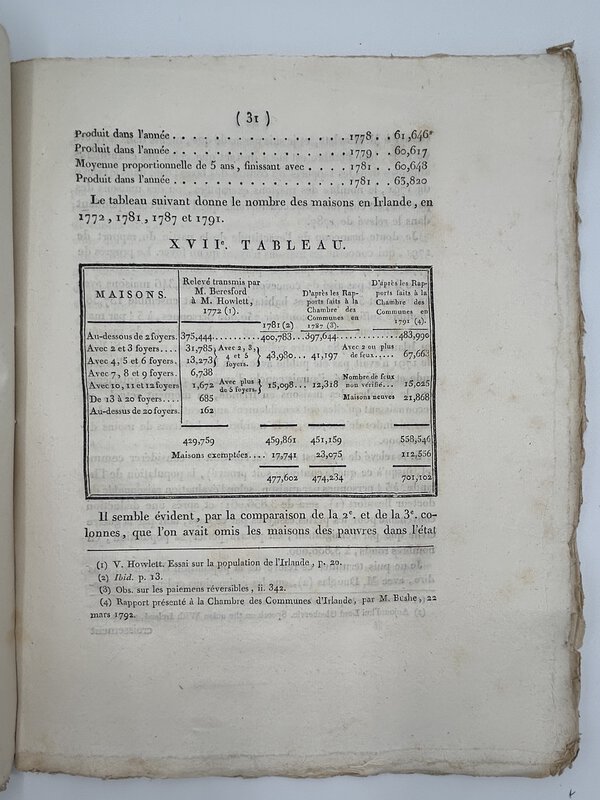 ( 31 )
Produit dans l'année . . . . . . . . . . . . . . . . 1778 . . 61,646ᵉ
Produit dans l'année . . . . . . . . . . . . . . . . 1779 . . 60,617
Moyenne proportionnelle de 5 ans, finissant avec . . . . 1781 . . 60,648
Produit dans l'année . . . . . . . . . . . . . . . . 1781 . . 63,820
Le tableau suivant donne le nombre des maisons en Irlande, en
1772, 1781, 1787 et 1791.
XVIIᵉ. TABLEAU.
MAISONS.
Relevé transmis par
M. Beresford
à M. Howlett,
1772 (1).
1781 (2)
D'après les Rap-
ports faits à la
Chambre des
Communes en
1787 (3).
D'après les Rap-
ports faits à la
Chambre des
Communes en
1791 (4).
Au-dessous de 2 foyers. 375,444 .......... 400,783 ... 397,644 .......... 483,990
Avec 2 et 3 foyers.... 31,785
Avec 4, 5 et 6 foyers. 13,273
Avec 2, 3,
4 et 5
foyers.
43,980... 41,197
Avec 2 ou plus
de feux.....
67,663
Avec 7, 8 et 9 foyers. 6,738
Avec 10, 11 et 12 foyers 1,672
De 13 à 20 foyers.... 685
Au-dessus de 20 foyers. 162
Avec plus
de 5 foyers.
15,098... 12,318
Nombre de feux
non vérifié...
15,025
Maisons neuves 21,868
429,759 459,861 451,159 558,546
Maisons exemptées.... 17,741 23,075 112,556
477,602 474,234 701,102
Il semble évident, par la comparaison de la 2ᵉ. et de la 3ᵉ. co-
lonnes, que l'on avait omis les maisons des pauvres dans l'état
(1) V. Howlett. Essai sur la population de l'Irlande, p. 20.
(2) Ibid. p. 13.
(3) Obs. sur les paiemens réversibles, ii. 342.
(4) Rapport présenté à la Chambre des Communes d'Irlande, par M. Bushe, 22
mars 1792.